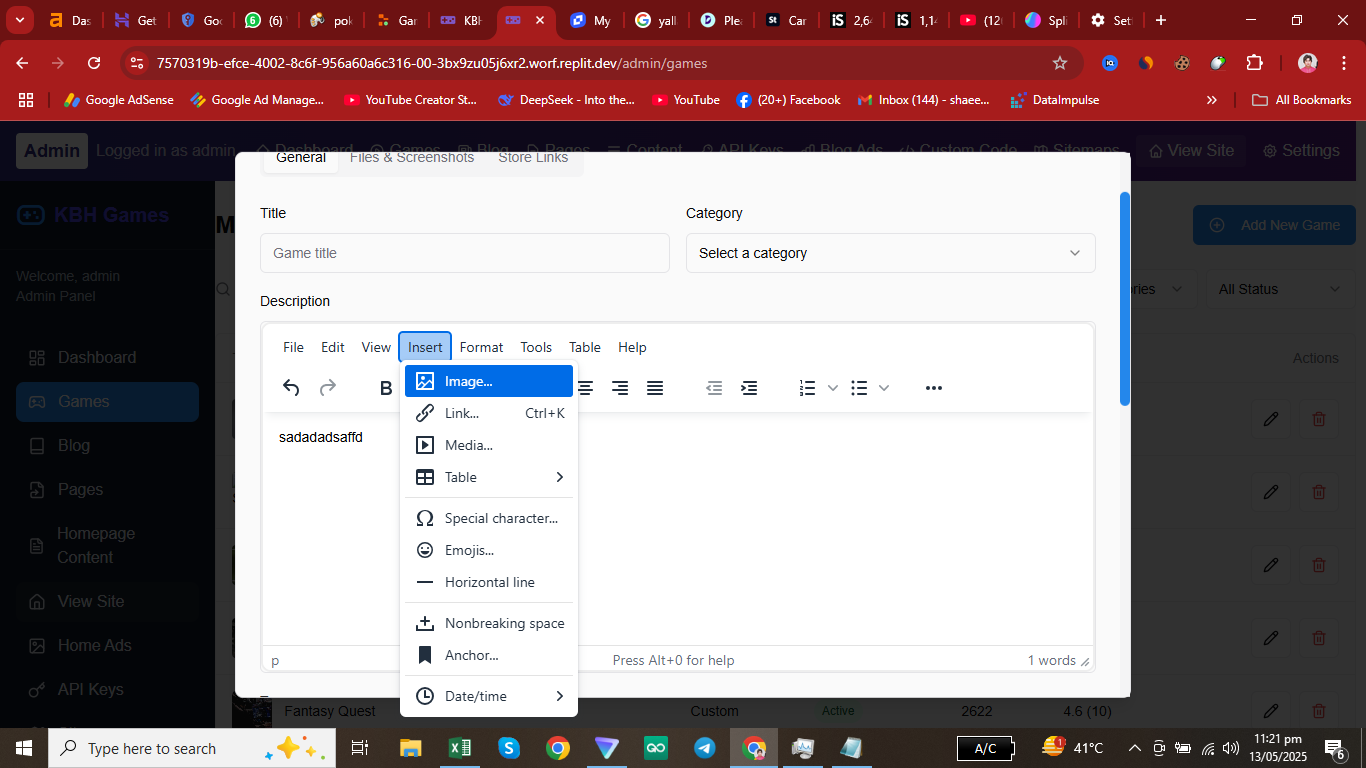 Das
Get
Goo
(6)
pok
Gar
KBH
My
yall
Plea
Car
2,64
1,14
(12
Spli
Set
7570319b-efce-4002-8c6f-956a60a6c316-00-3bx9zu05j6xr2.worf.replit.dev/admin/games
Google AdSense
Google Ad Manage...
YouTube Creator St...
DeepSeek - Into the...
YouTube
(20+) Facebook
Inbox (144) - shaee...
DataImpulse
All Bookmarks
Admin
Logged in as admin
Dashboard
Games
Blog
Pages
Content
API Keys
Blog Ads
Custom Code
Sitemaps
View Site
Settings
General
Files & Screenshots
Store Links
KBH Games
Title
Category
M
Add New Game
Game title
Select a category
Welcome, admin
Admin Panel
ries
All Status
Description
File Edit View Insert Format Tools Table Help
Dashboard
Actions
B
Image...
Games
Link... Ctrl+K
sadadadsaffd
Blog
Media...
Table
Pages
Special character...
Homepage
Content
Emojis...
Horizontal line
View Site
Nonbreaking space
Home Ads
Anchor...
p
Press Alt+0 for help
1 words
API Keys
Date/time
Fantasy Quest
Custom
Active
2622
4.6 (10)
Type here to search
A/C
1
41°C
11:21 pm
13/05/2025
6